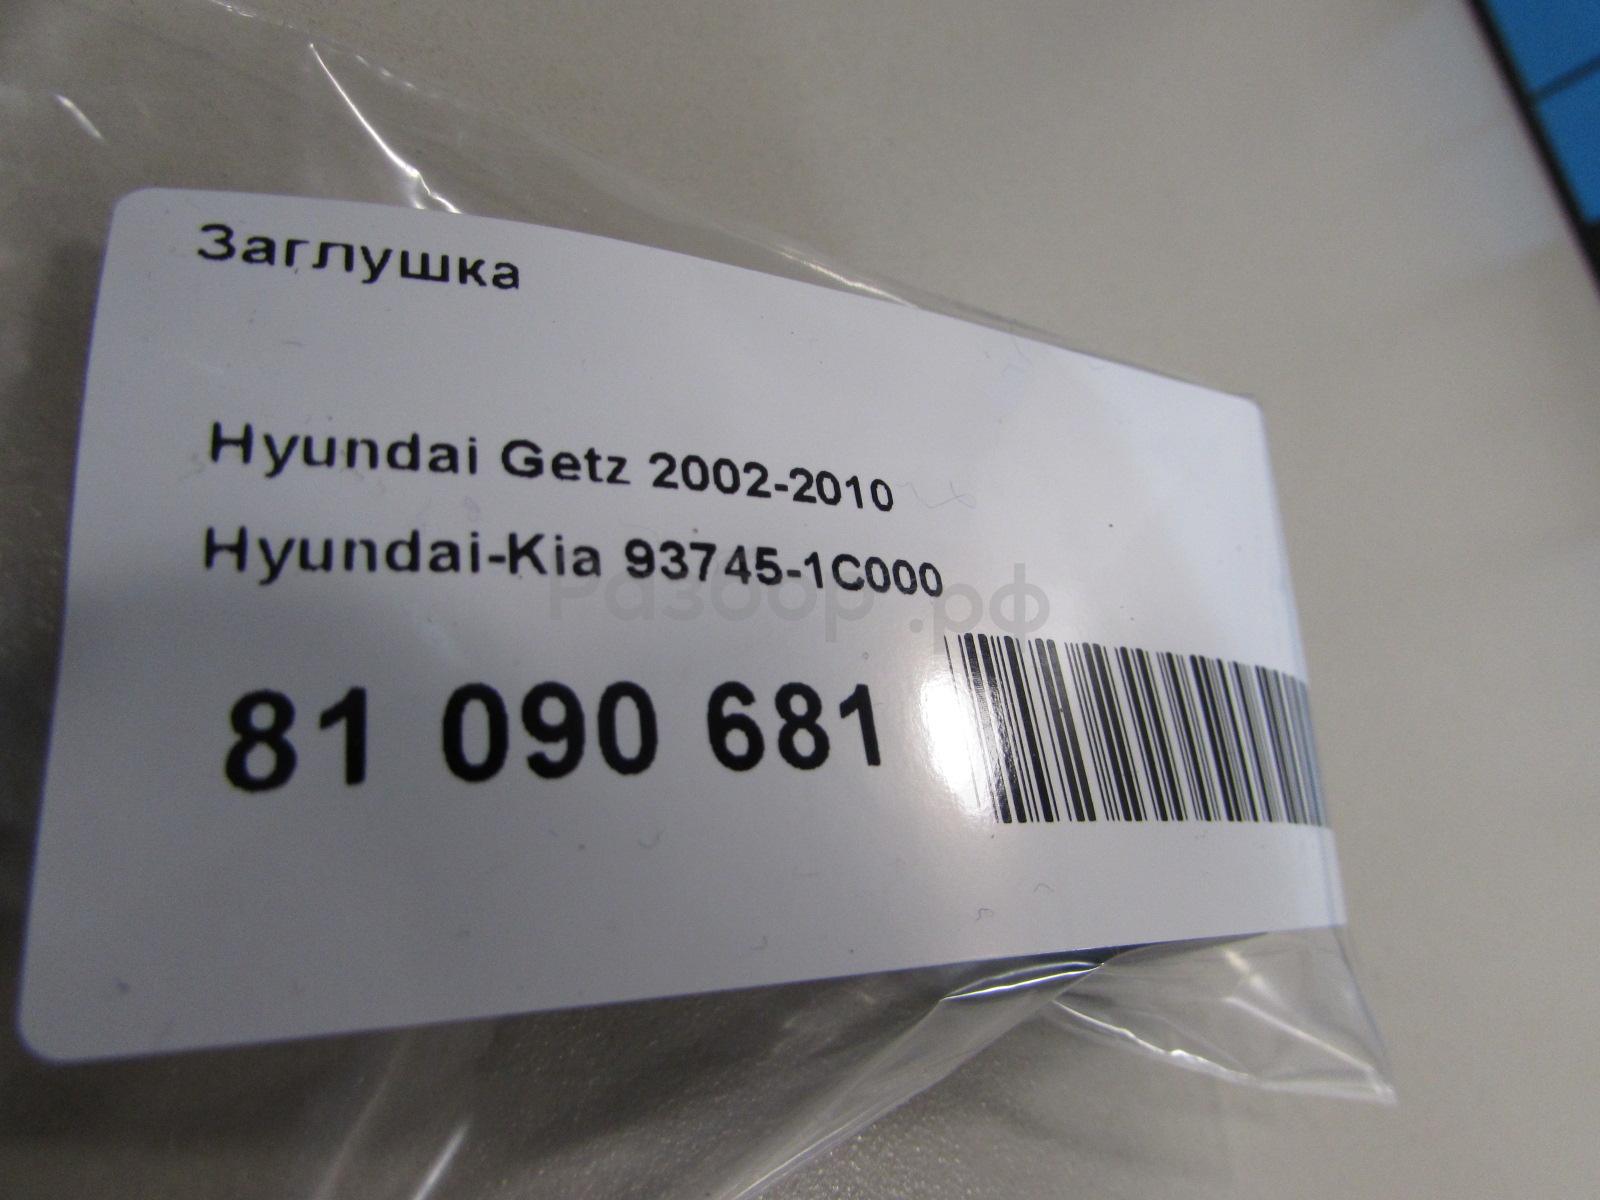 Заглушка
Hyundai Getz 2002-2010
Hyundai-Kia 93745-1C000
Разбор.рф
81 090 681